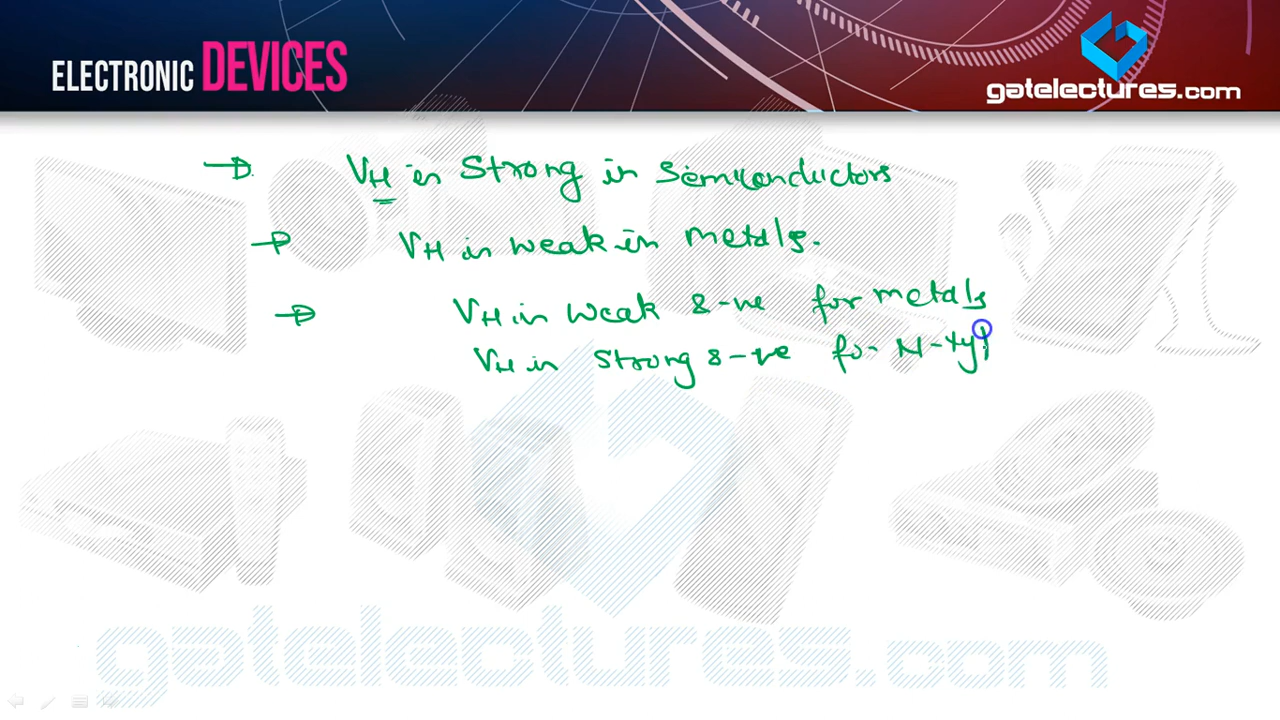 ELECTRONIC DEVICES
gatelectures.com
→ VH is Strong in Semiconductors
→ VH is weak in metals.
→ VH is weak & -ve for metals
VH is strong & -ve for N-typ
gatelectures.com